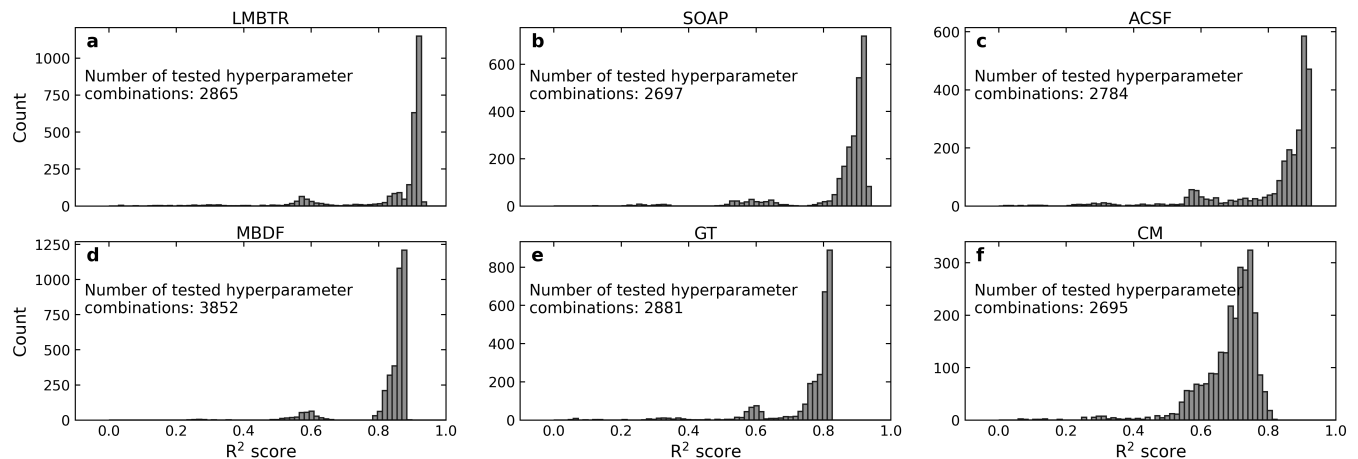 LMBTR
a
Number of tested hyperparameter
combinations: 2865
Count
1000
750
500
250
0
SOAP
b
Number of tested hyperparameter
combinations: 2697
600
400
200
0
ACSF
c
Number of tested hyperparameter
combinations: 2784
600
400
200
0
MBDF
d
Number of tested hyperparameter
combinations: 3852
Count
1250
1000
750
500
250
0
0.0 0.2 0.4 0.6 0.8 1.0
R² score
GT
e
Number of tested hyperparameter
combinations: 2881
800
600
400
200
0
0.0 0.2 0.4 0.6 0.8 1.0
R² score
CM
f
Number of tested hyperparameter
combinations: 2695
300
200
100
0
0.0 0.2 0.4 0.6 0.8 1.0
R² score